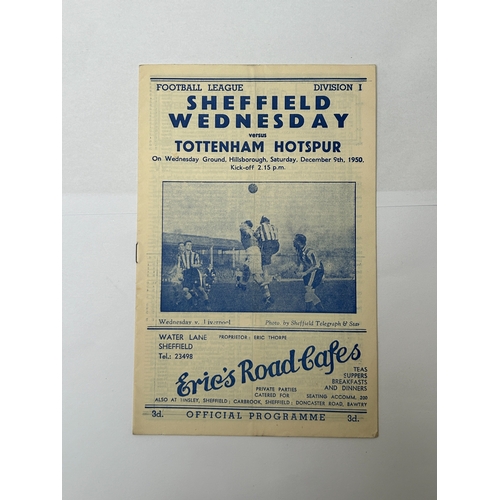 FOOTBALL LEAGUE DIVISION I
SHEFFIELD
WEDNESDAY
versus
TOTTENHAM HOTSPUR
On Wednesday Ground, Hillsborough, Saturday, December 9th, 1950.
Kick-off 2.15 p.m.
Wednesday v. Liverpool Photo by Sheffield Telegraph & Star
WATER LANE PROPRIETOR: ERIC THORPE
SHEFFIELD
Tel.: 23498
Eric's Road Cafes
TEAS
SUPPERS
BREAKFASTS
AND DINNERS
PRIVATE PARTIES
CATERED FOR
SEATING ACCOMM. 200
ALSO AT TINSLEY, SHEFFIELD; CARBROOK, SHEFFIELD; DONCASTER ROAD, BAWTRY
3d. OFFICIAL PROGRAMME 3d.